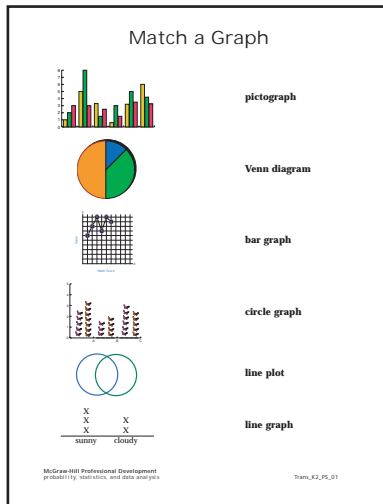 Match a Graph
pictograph
Venn diagram
bar graph
circle graph
line plot
X
X X
X X
sunny cloudy
line graph
McGraw-Hill Professional Development
probability, statistics, and data analysis
Trans_K2_PS_01